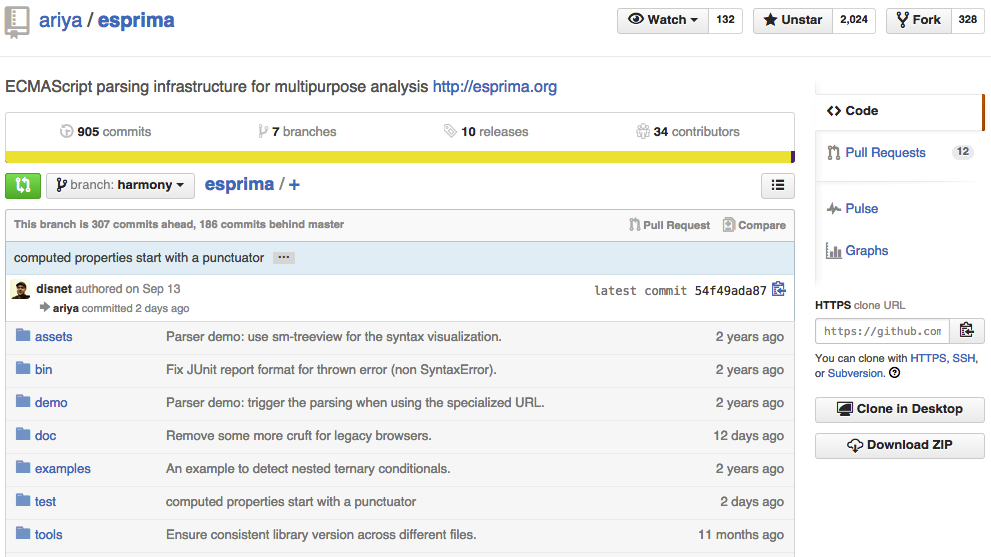 ariya / esprima
Watch 132 Unstar 2,024 Fork 328
ECMAScript parsing infrastructure for multipurpose analysis http://esprima.org
905 commits 7 branches 10 releases 34 contributors
branch: harmony esprima / +
This branch is 307 commits ahead, 186 commits behind master Pull Request Compare
computed properties start with a punctuator ...
disnet authored on Sep 13
latest commit 54f49ada87
ariya committed 2 days ago
assets Parser demo: use sm-treeview for the syntax visualization. 2 years ago
bin Fix JUnit report format for thrown error (non SyntaxError). 2 years ago
demo Parser demo: trigger the parsing when using the specialized URL. 2 years ago
doc Remove some more cruft for legacy browsers. 12 days ago
examples An example to detect nested ternary conditionals. 2 years ago
test computed properties start with a punctuator 2 days ago
tools Ensure consistent library version across different files. 11 months ago
Code
Pull Requests 12
Pulse
Graphs
HTTPS clone URL
https://github.com
You can clone with HTTPS, SSH,
or Subversion.
Clone in Desktop
Download ZIP